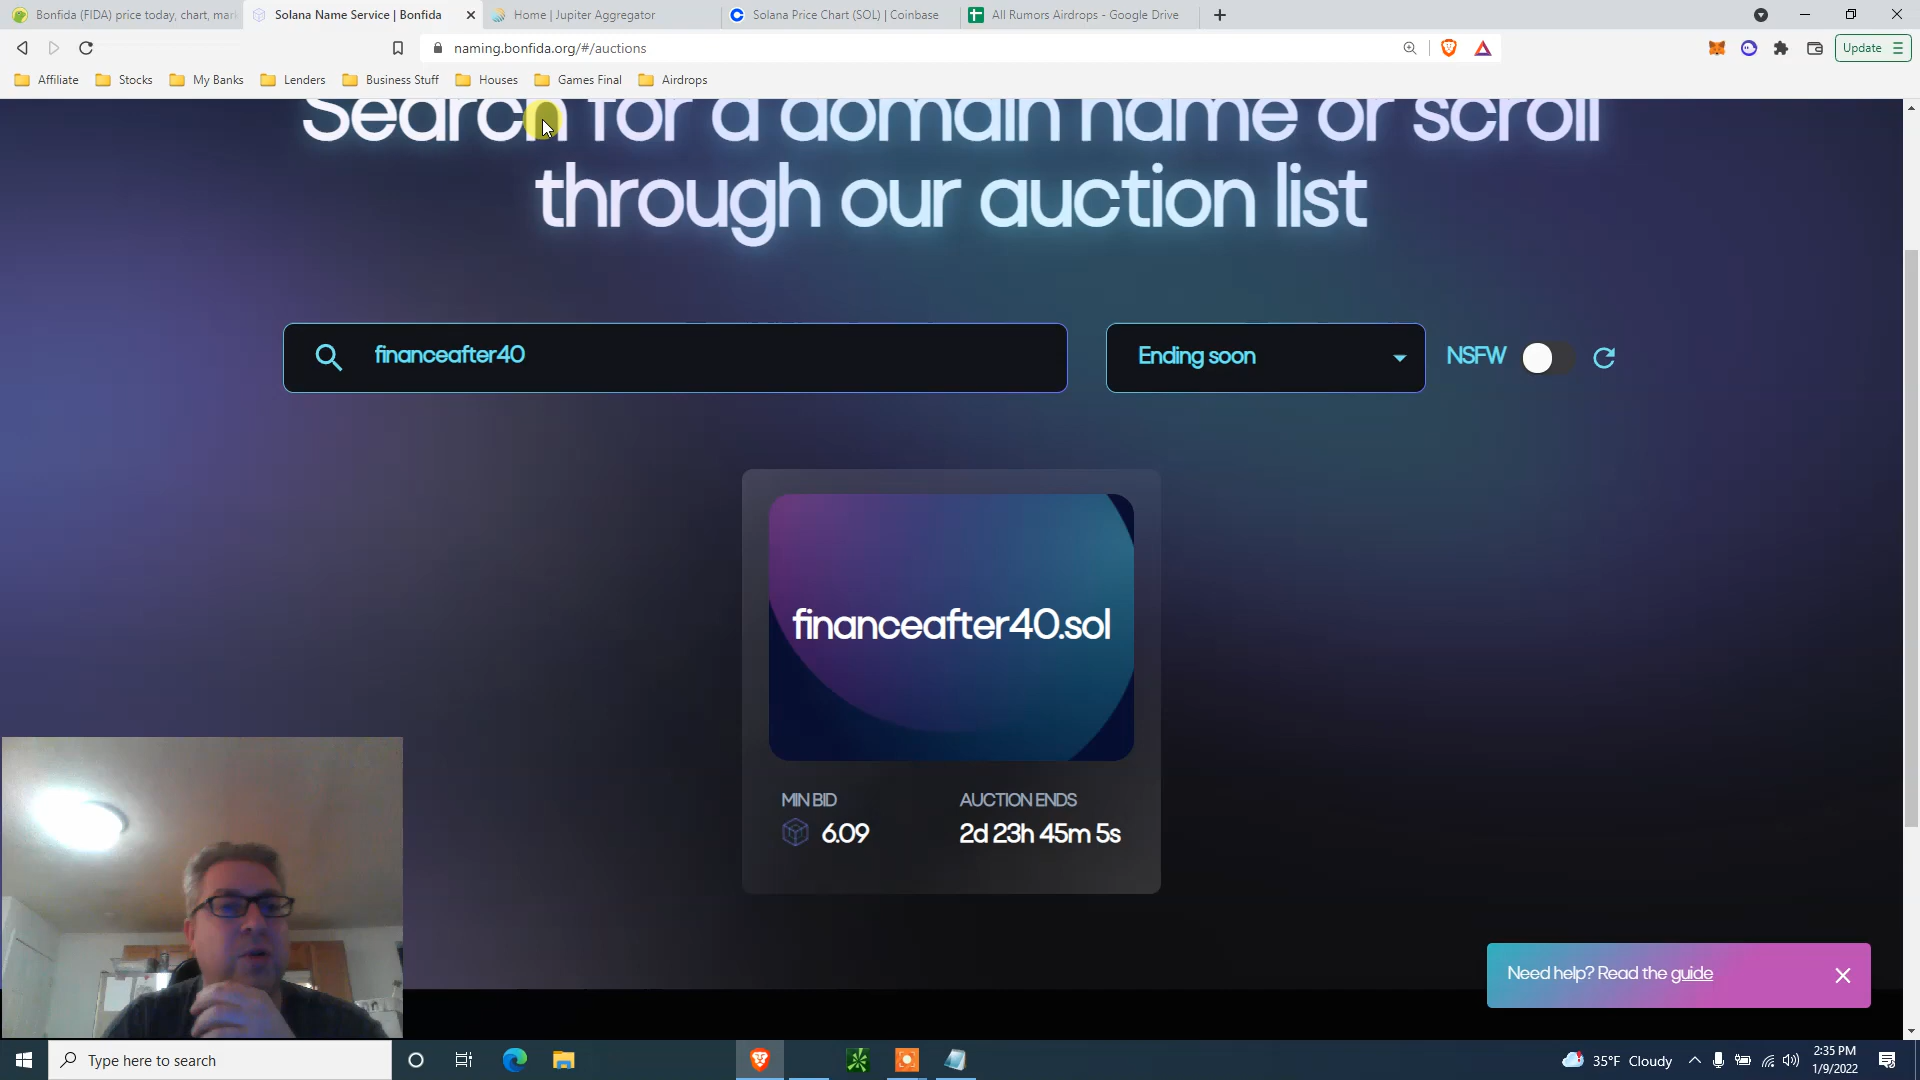 Bonfida (FIDA) price today, chart, mark
Solana Name Service | Bonfida
Home | Jupiter Aggregator
Solana Price Chart (SOL) | Coinbase
All Rumors Airdrops - Google Drive
naming.bonfida.org/#/auctions
Update
Affiliate
Stocks
My Banks
Lenders
Business Stuff
Houses
Games Final
Airdrops
Search for a domain name or scroll
through our auction list
financeafter40
Ending soon
NSFW
financeafter40.sol
MIN BID
AUCTION ENDS
6.09
2d 23h 45m 5s
Need help? Read the guide
Type here to search
35°F Cloudy
2:35 PM
1/9/2022